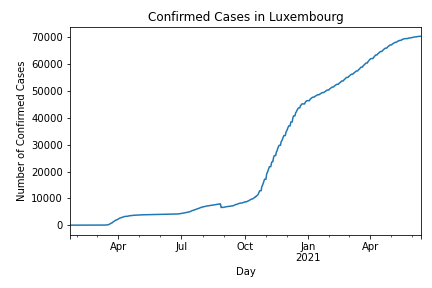 Confirmed Cases in Luxembourg
70000
60000
50000
40000
30000
20000
10000
0
Number of Confirmed Cases
Apr Jul Oct Jan Apr
2021
Day